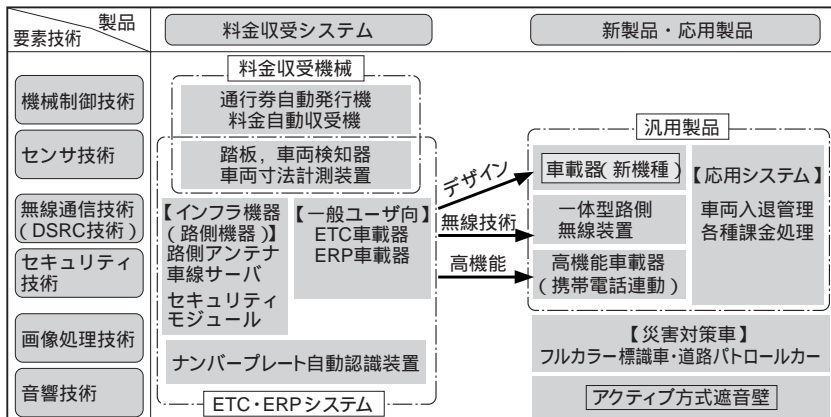 製品
要素技術
料金収受システム
新製品・応用製品
機械制御技術
センサ技術
無線通信技術
(DSRC技術)
セキュリティ
技術
画像処理技術
音響技術
料金収受機械
通行券自動発行機
料金自動収受機
踏板，車両検知器
車両寸法計測装置
【インフラ機器
(路側機器)】
路側アンテナ
車線サーバ
セキュリティ
モジュール
【一般ユーザ向】
ETC車載器
ERP車載器
ナンバープレート自動認識装置
ETC・ERPシステム
デザイン
無線技術
高機能
汎用製品
車載器(新機種)
一体型路側
無線装置
高機能車載器
(携帯電話連動)
【応用システム】
車両入退管理
各種課金処理
【災害対策車】
フルカラー標識車・道路パトロールカー
アクティブ方式遮音壁